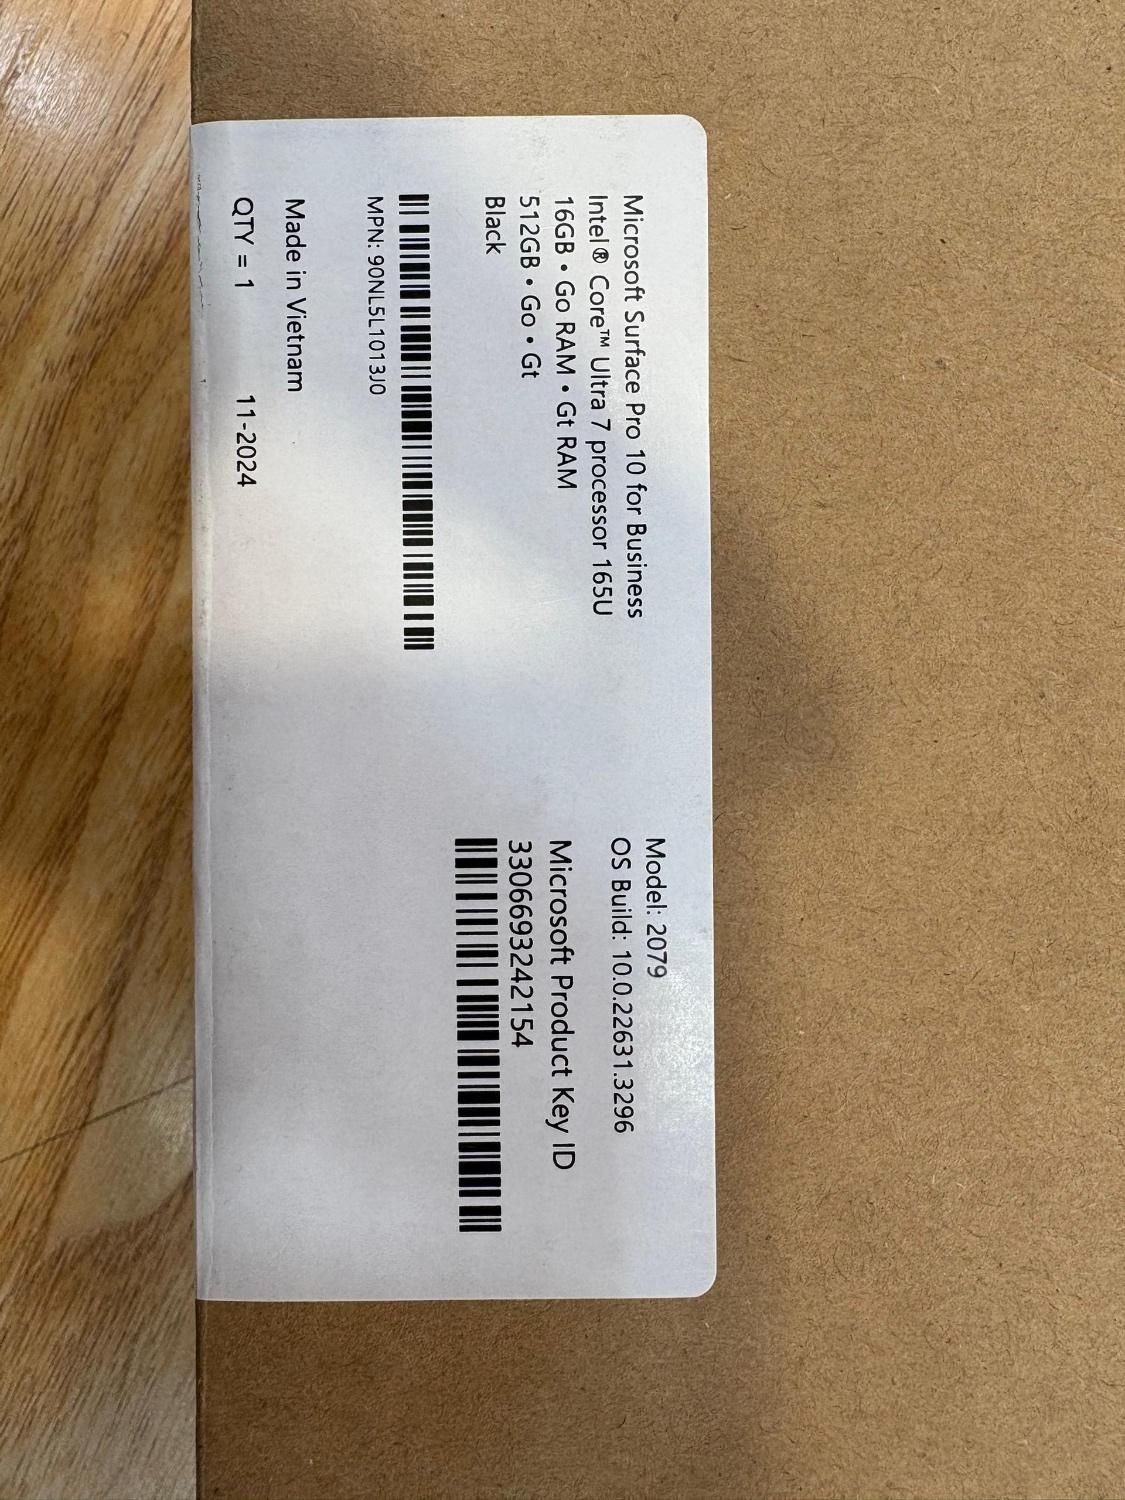 Microsoft Surface Pro 10 for Business
Intel® Core™ Ultra 7 processor 165U
16GB • Go RAM • Gt RAM
512GB • Go • Gt
Black
MPN: 90NL5L1013J0
Made in Vietnam
QTY = 1 11-2024
Model: 2079
OS Build: 10.0.22631.3296
Microsoft Product Key ID
3306693242154